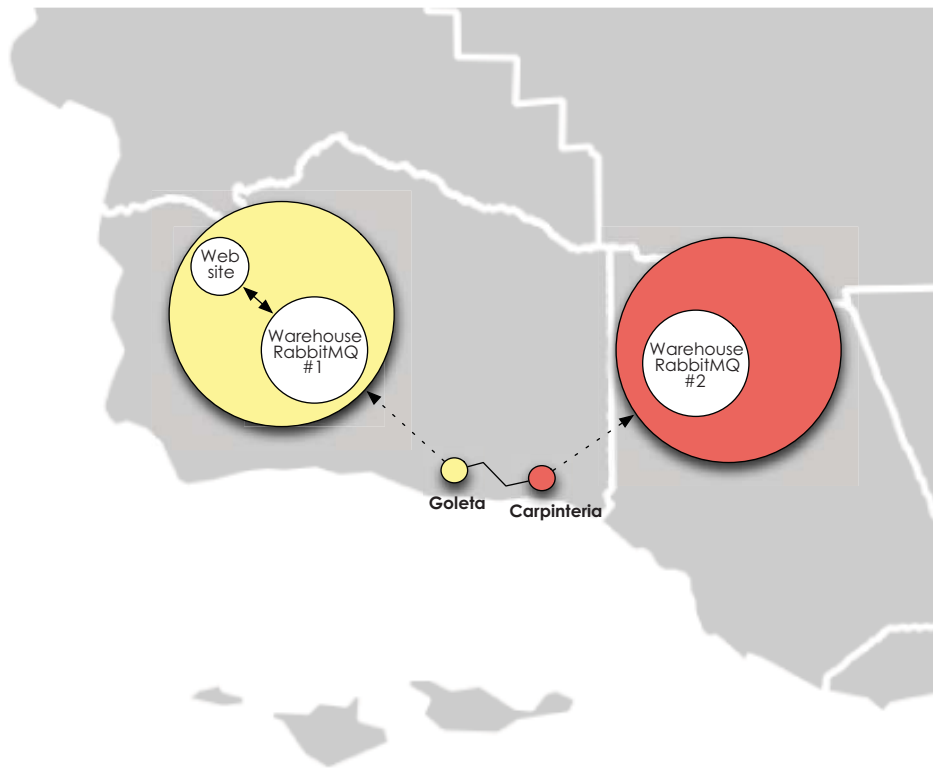 Web
site
Warehouse
RabbitMQ
#1
Warehouse
RabbitMQ
#2
Goleta
Carpinteria